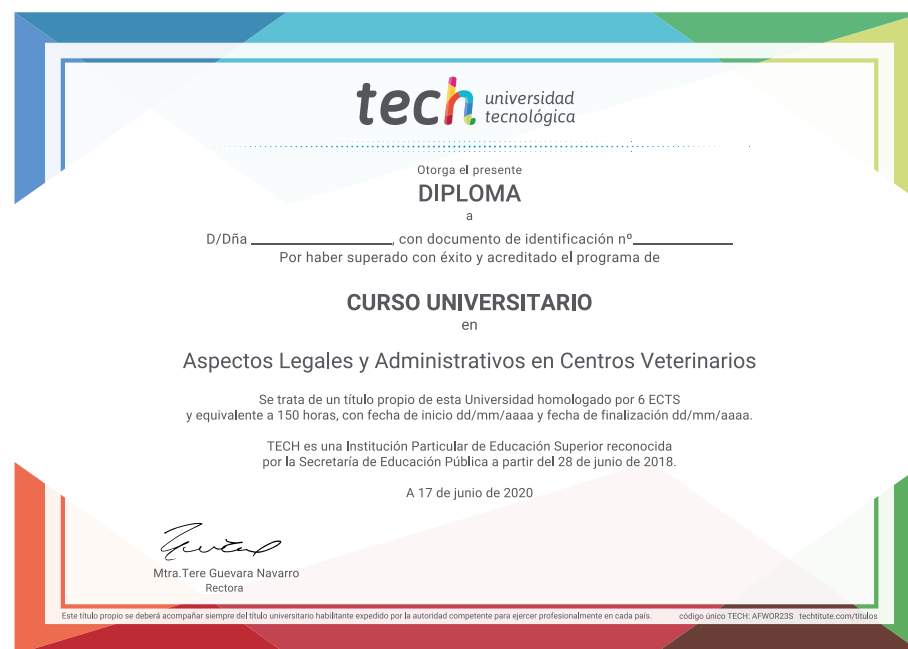 tech universidad
tecnológica
Otorga el presente
DIPLOMA
a
D/Dña ____________________, con documento de identificación nº______________
Por haber superado con éxito y acreditado el programa de
CURSO UNIVERSITARIO
en
Aspectos Legales y Administrativos en Centros Veterinarios
Se trata de un título propio de esta Universidad homologado por 6 ECTS
y equivalente a 150 horas, con fecha de inicio dd/mm/aaaa y fecha de finalización dd/mm/aaaa.
TECH es una Institución Particular de Educación Superior reconocida
por la Secretaría de Educación Pública a partir del 28 de junio de 2018.
A 17 de junio de 2020
Mtra.Tere Guevara Navarro
Rectora
Este título propio se deberá acompañar siempre del título universitario habilitante expedido por la autoridad competente para ejercer profesionalmente en cada país. código único TECH: AFWOR23S techtitute.com/titulos